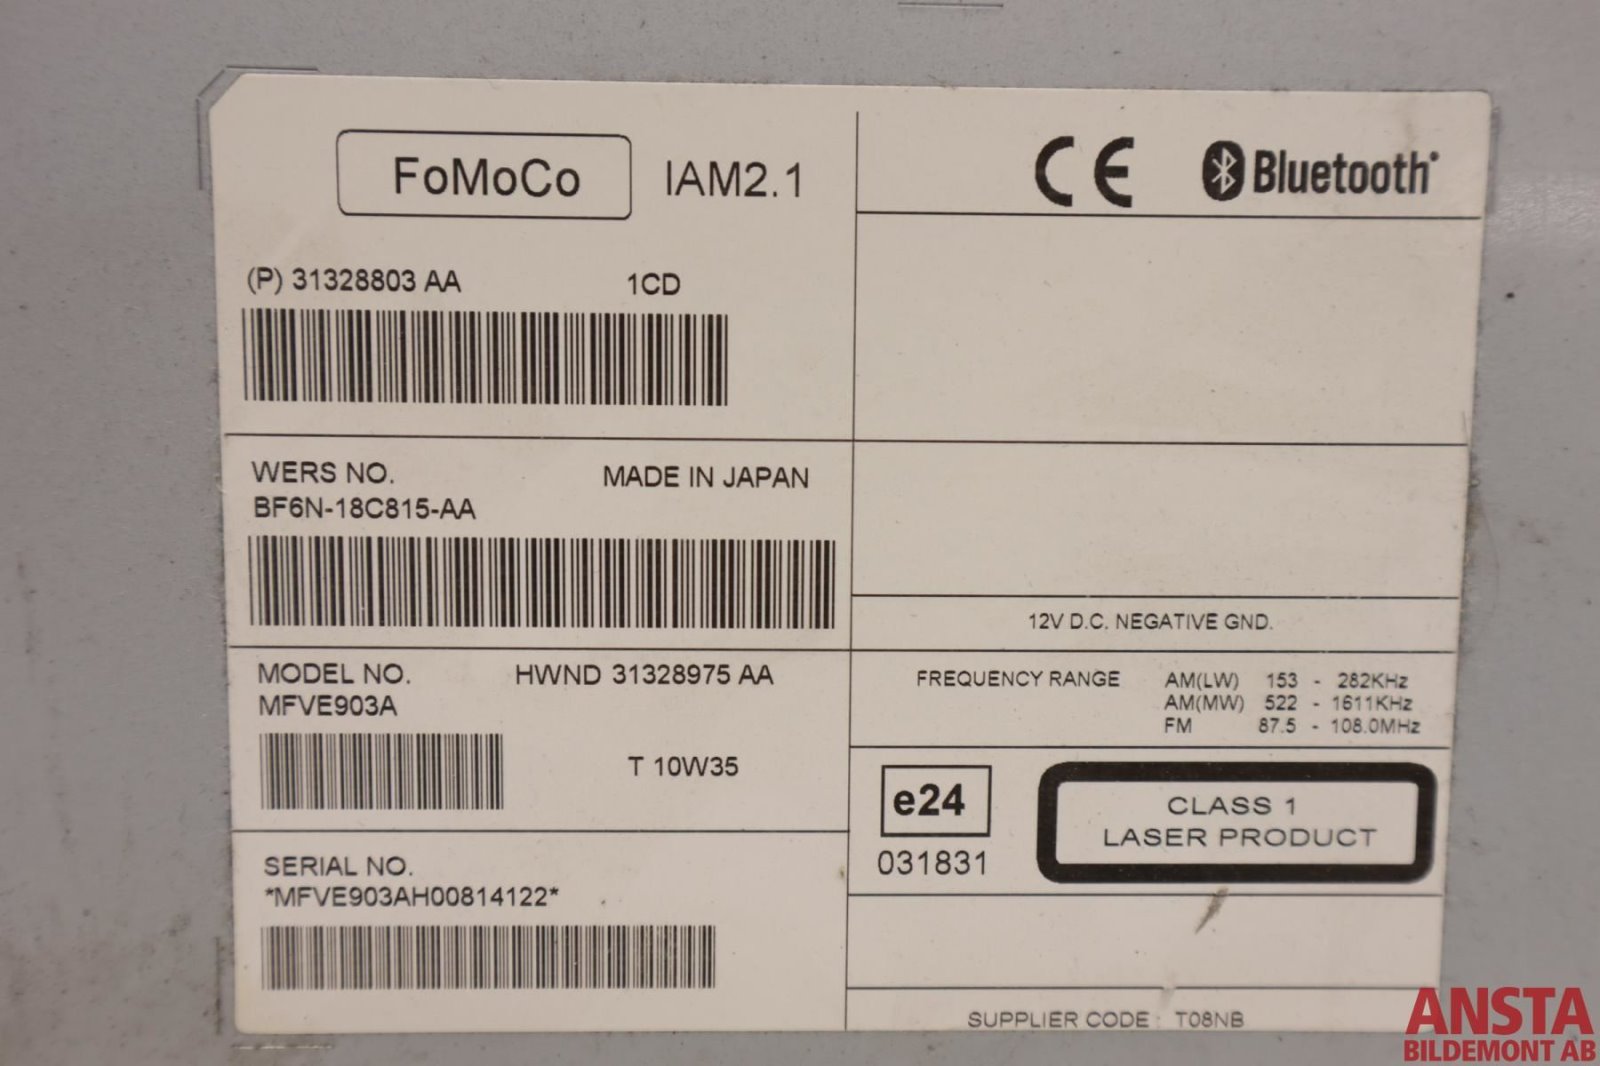 FoMoCo IAM2.1
(P) 31328803 AA 1CD
WERS NO. MADE IN JAPAN
BF6N-18C815-AA
MODEL NO. HWND 31328975 AA
MFVE903A
T 10W35
SERIAL NO.
*MFVE903AH00814122*
CE Bluetooth
12V D.C. NEGATIVE GND.
FREQUENCY RANGE AM(LW) 153 - 282KHz
AM(MW) 522 - 1611KHz
FM 87.5 - 108.0MHz
e24
031831
CLASS 1
LASER PRODUCT
SUPPLIER CODE : T08NB
ANSTA
BILDEMONT AB